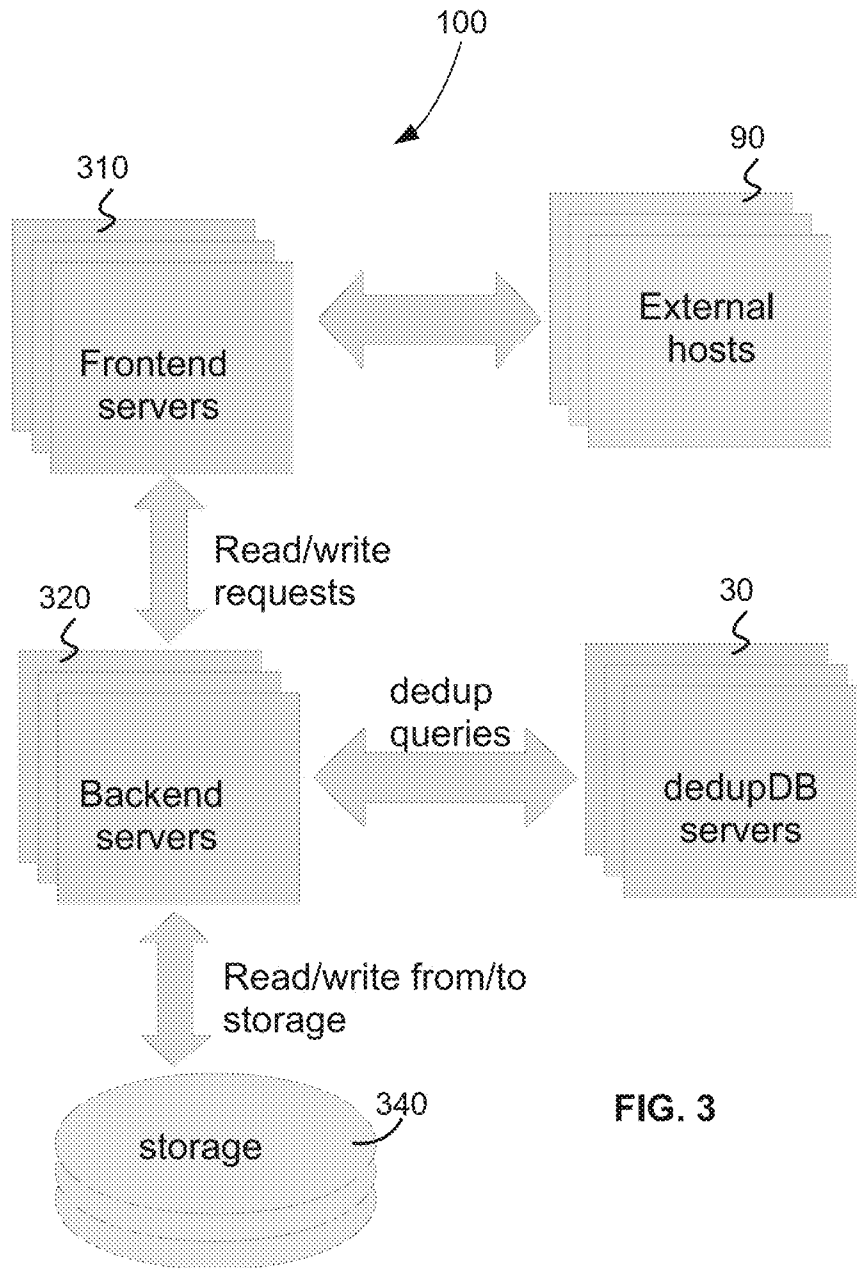 100
310
90
External
hosts
Frontend
servers
Read/write
requests
320
30
dedup
queries
Backend
servers
dedupDB
servers
Read/write from/to
storage
340
storage
FIG. 3